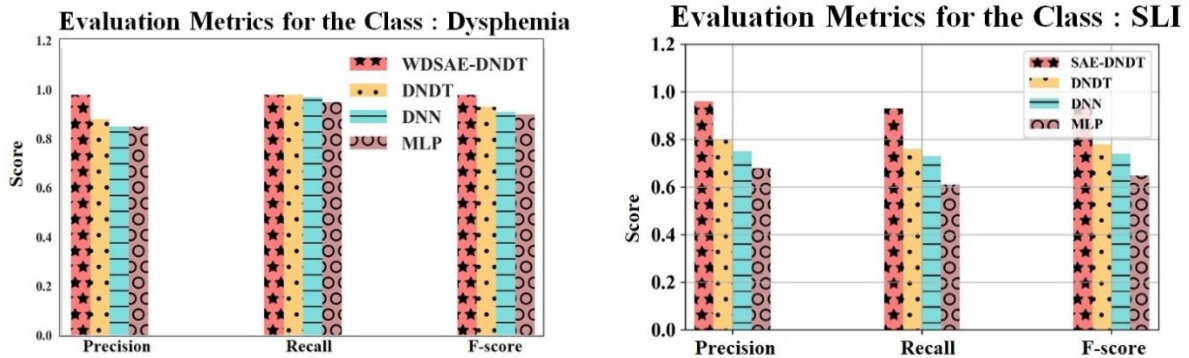 Evaluation Metrics for the Class : Dysphemia
1.2
1.0
0.8
0.6
0.4
0.2
0.0
Score
WDSAE-DNDT
DNDT
DNN
MLP
Precision
Recall
F-score
Evaluation Metrics for the Class : SLI
1.2
1.0
0.8
0.6
0.4
0.2
0.0
Score
SAE-DNDT
DNDT
DNN
MLP
Precision
Recall
F-score